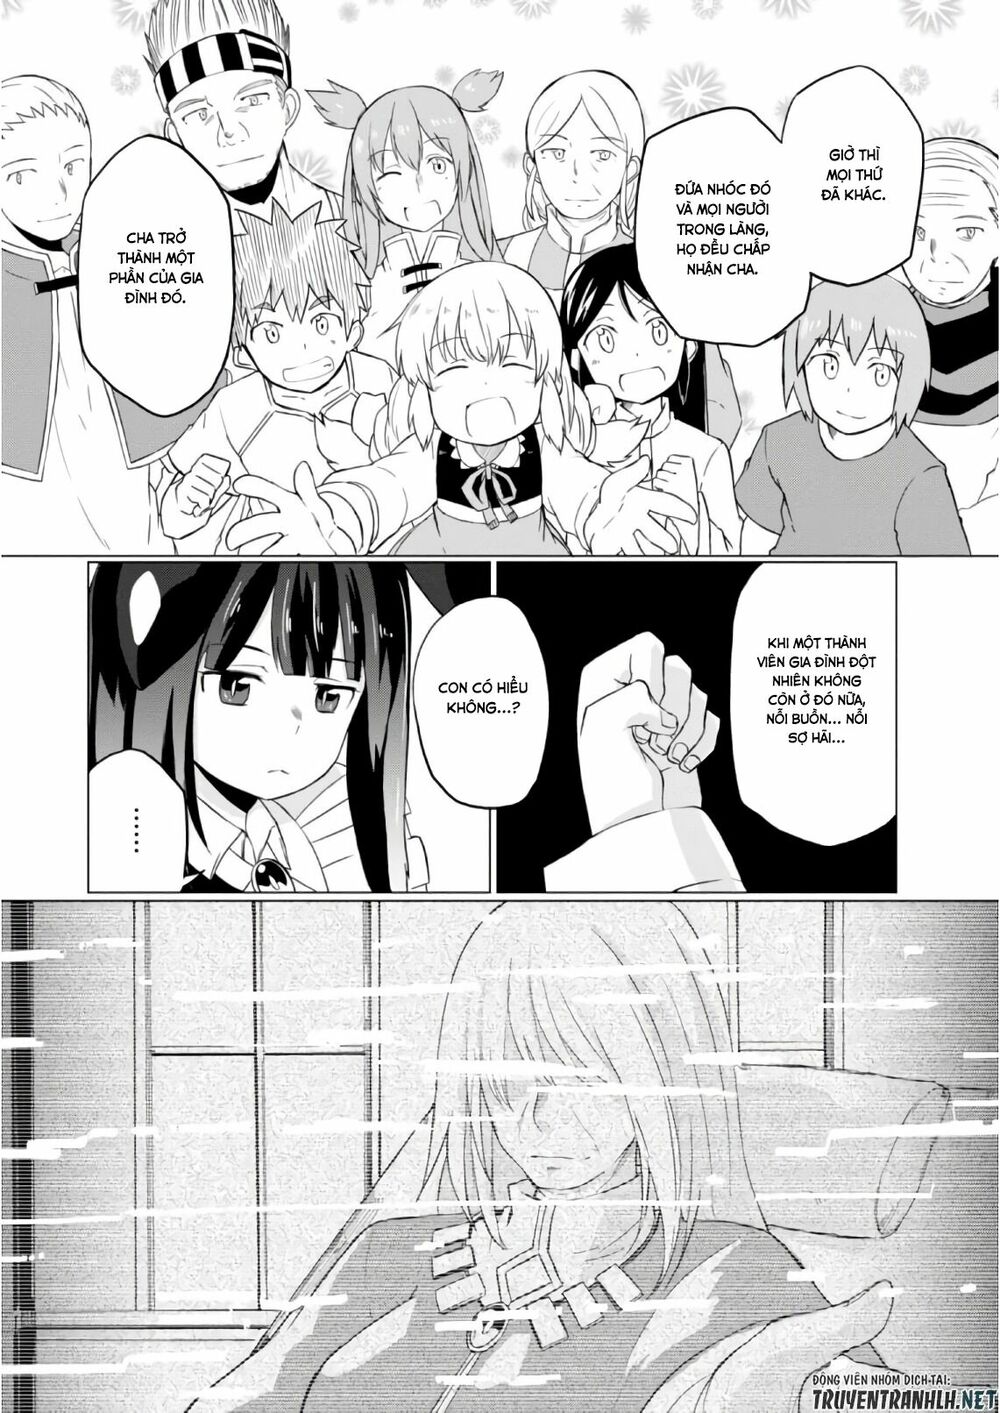 GIỜ THÌ
MỌI THỨ
ĐÃ KHÁC.
ĐỨA NHÓC ĐÓ
VÀ MỌI NGƯỜI
TRONG LÀNG,
HỌ ĐỀU CHẤP
NHẬN CHA.
CHA TRỞ
THÀNH MỘT
PHẦN CỦA GIA
ĐÌNH ĐÓ.
KHI MỘT THÀNH
VIÊN GIA ĐÌNH ĐỘT
NHIÊN KHÔNG
CÒN Ở ĐÓ NỮA,
NỖI BUỒN... NỖI
SỢ HÃI...
CON CÓ HIỂU
KHÔNG...?
........
ĐỘNG VIÊN NHÓM DỊCH TẠI:
TRUYENTRANHLH.NET